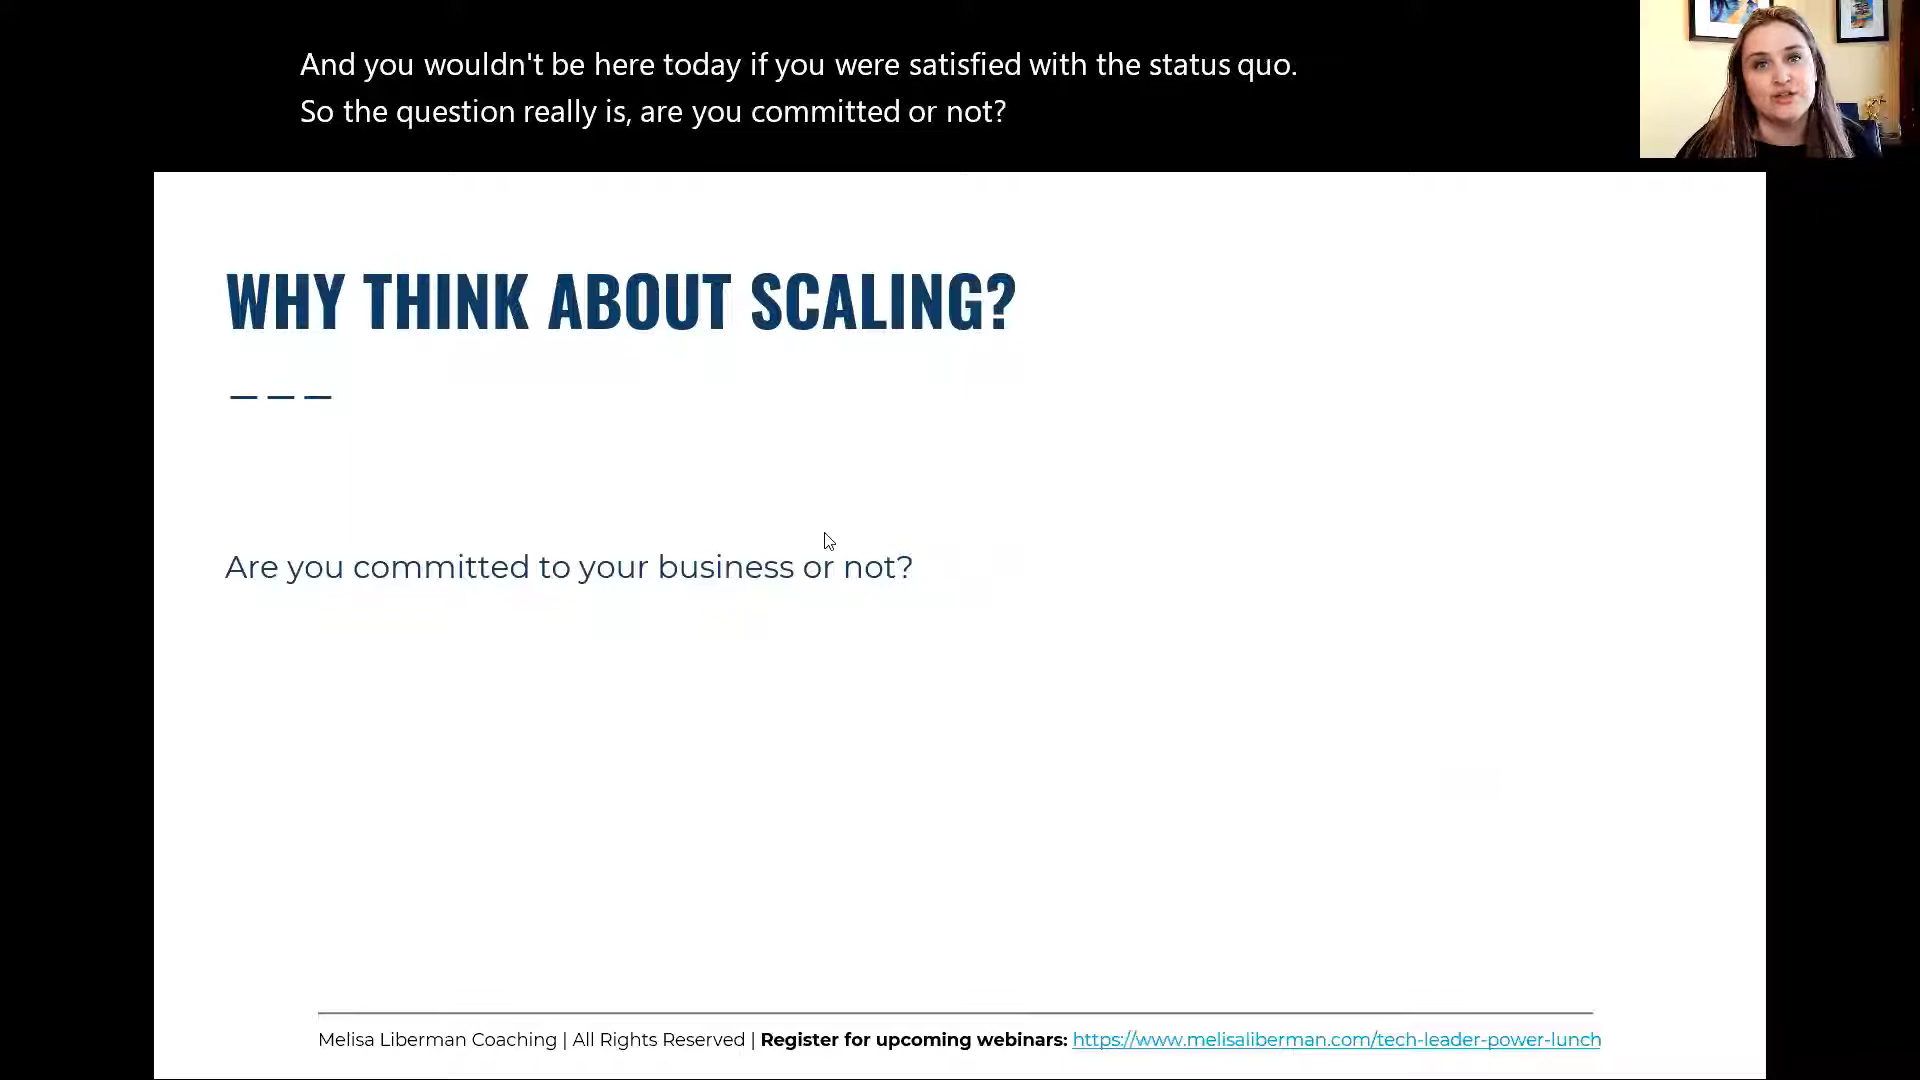 And you wouldn't be here today if you were satisfied with the status quo.
So the question really is, are you committed or not?
WHY THINK ABOUT SCALING?
Are you committed to your business or not?
Melisa Liberman Coaching | All Rights Reserved | Register for upcoming webinars: https://www.melisaliberman.com/tech-leader-power-lunch